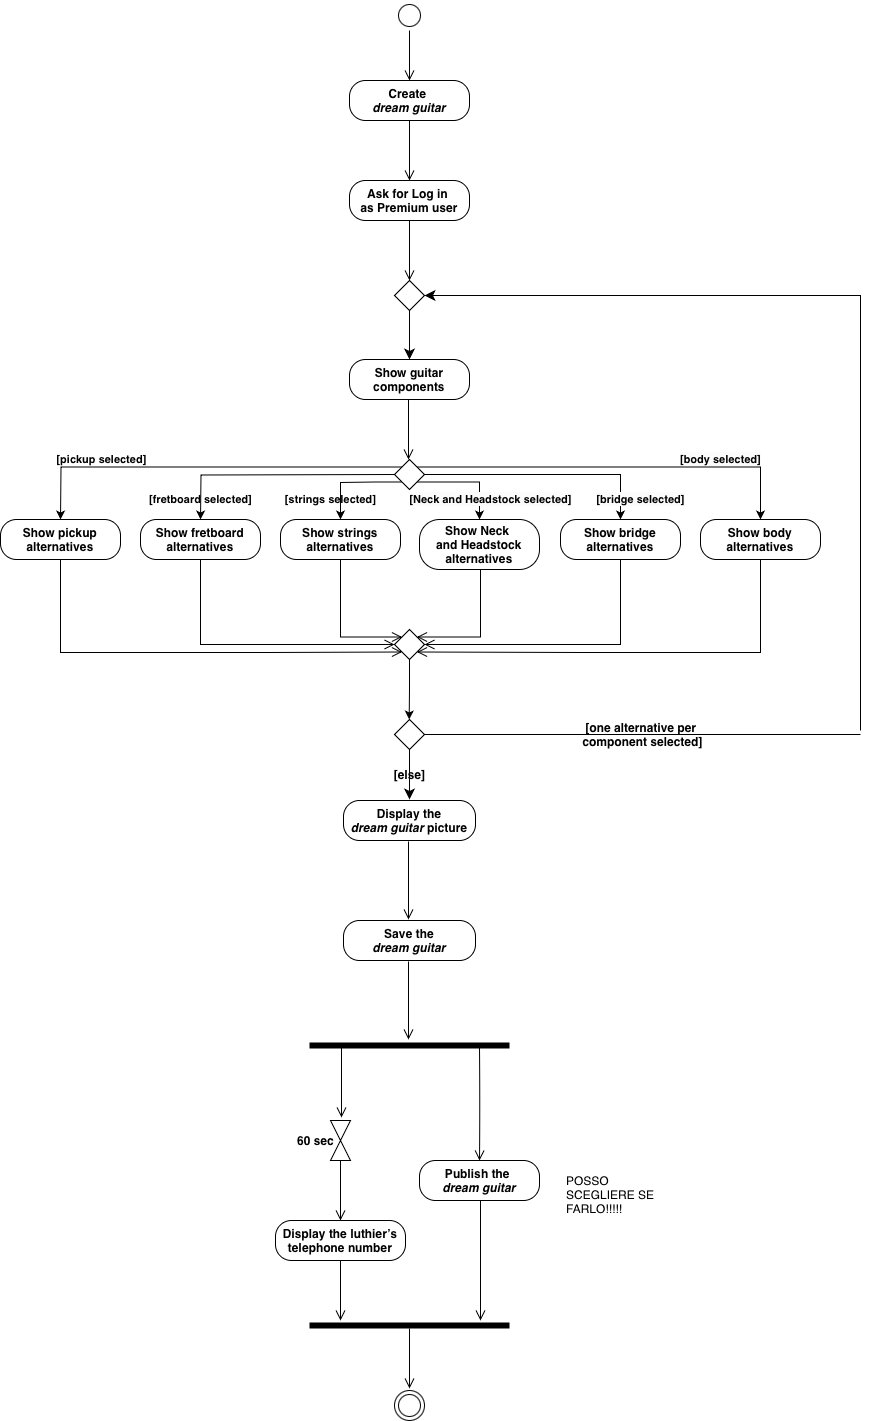 Create
dream guitar
Ask for Log in
as Premium user
Show guitar
components
[pickup selected]
[body selected]
[fretboard selected]
[strings selected]
[Neck and Headstock selected]
[bridge selected]
Show pickup
alternatives
Show fretboard
alternatives
Show strings
alternatives
Show Neck
and Headstock
alternatives
Show bridge
alternatives
Show body
alternatives
[one alternative per
component selected]
[else]
Display the
dream guitar picture
Save the
dream guitar
60 sec
Publish the
dream guitar
POSSO
SCEGLIERE SE
FARLO!!!!!
Display the luthier's
telephone number